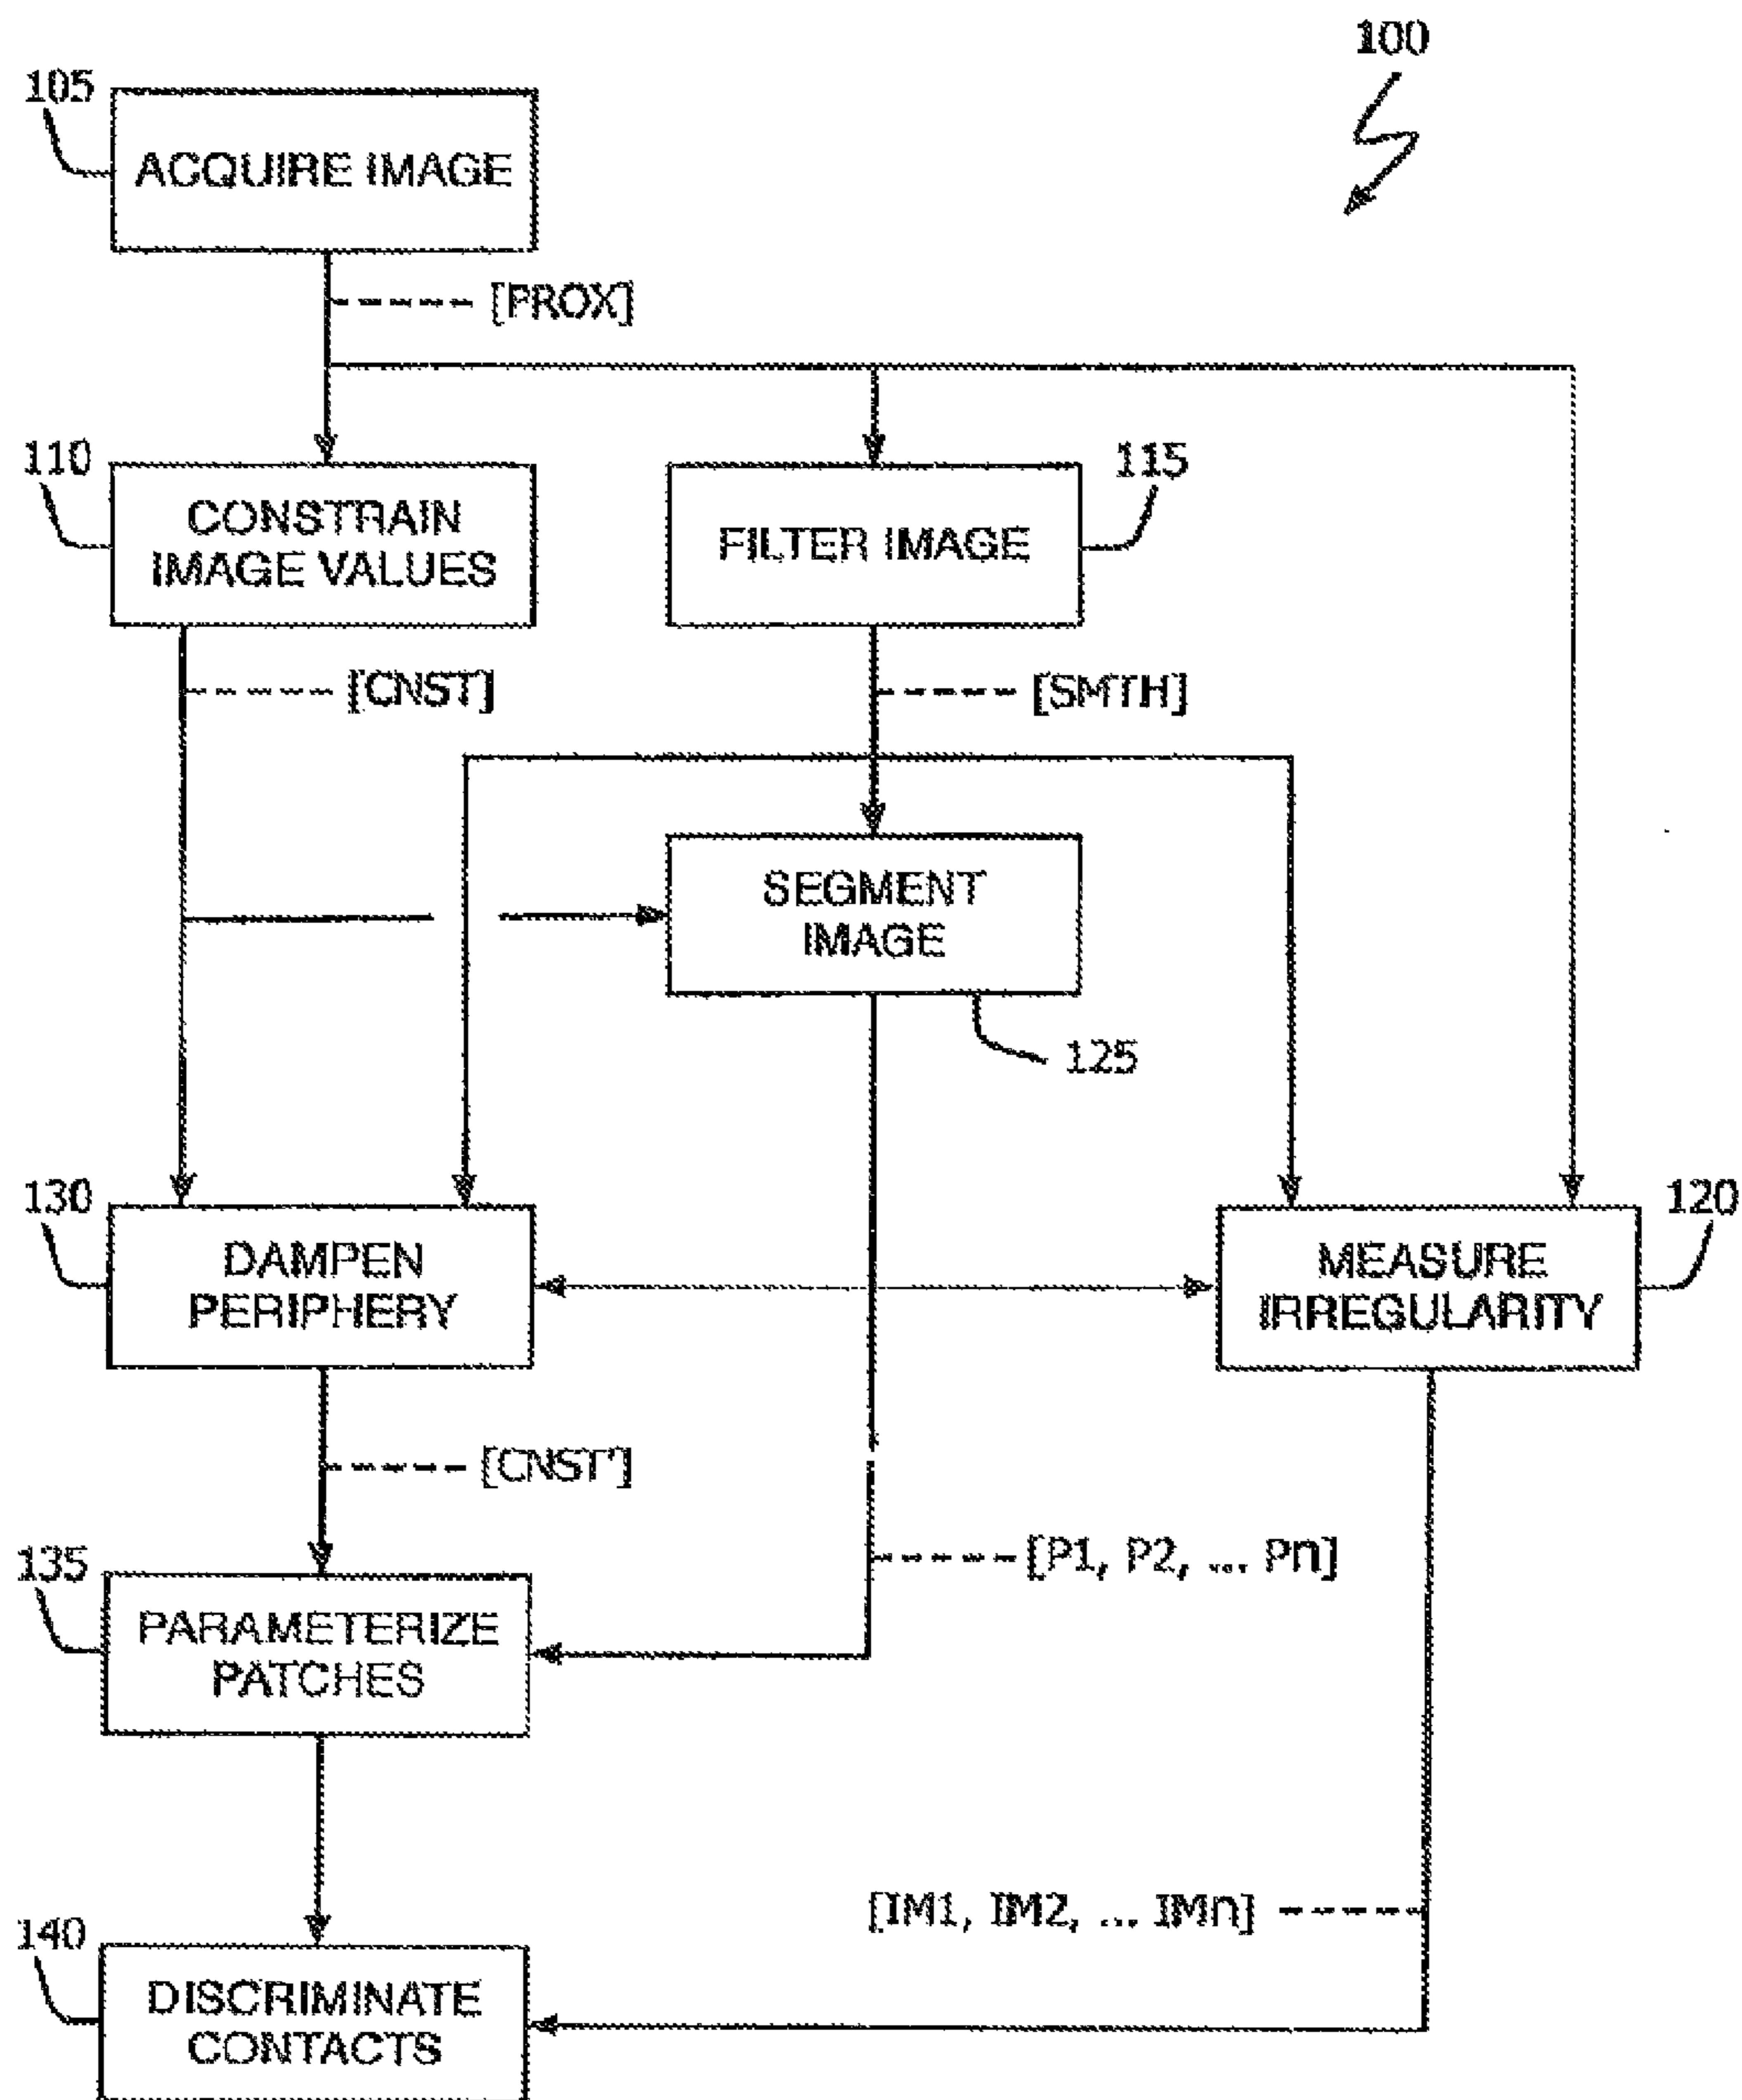 100
105
ACQUIRE IMAGE
[PROX]
110
CONSTRAIN
IMAGE VALUES
115
FILTER IMAGE
[CNST]
[SMTH]
SEGMENT
IMAGE
125
130
DAMPEN
PERIPHERY
120
MEASURE
IRREGULARITY
[CNST']
[P1, P2, ... Pn]
135
PARAMETERIZE
PATCHES
[IM1, IM2, ... IMn]
140
DISCRIMINATE
CONTACTS